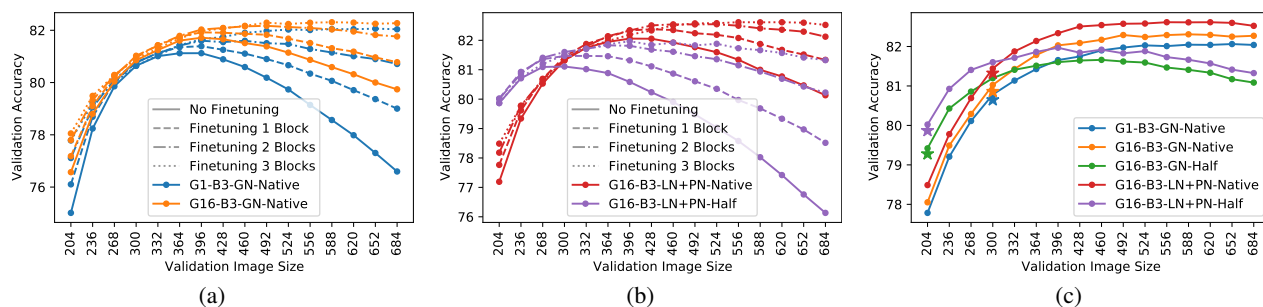 82
80
78
76
Validation Accuracy
No Finetuning
Finetuning 1 Block
Finetuning 2 Blocks
Finetuning 3 Blocks
G1-B3-GN-Native
G16-B3-GN-Native
204 236 268 300 332 364 396 428 460 492 524 556 588 620 652 684
Validation Image Size
(a)
82
81
80
79
78
77
76
Validation Accuracy
No Finetuning
Finetuning 1 Block
Finetuning 2 Blocks
Finetuning 3 Blocks
G16-B3-LN+PN-Native
G16-B3-LN+PN-Half
204 236 268 300 332 364 396 428 460 492 524 556 588 620 652 684
Validation Image Size
(b)
82
81
80
79
78
Validation Accuracy
G1-B3-GN-Native
G16-B3-GN-Native
G16-B3-GN-Half
G16-B3-LN+PN-Native
G16-B3-LN+PN-Half
204 236 268 300 332 364 396 428 460 492 524 556 588 620 652 684
Validation Image Size
(c)